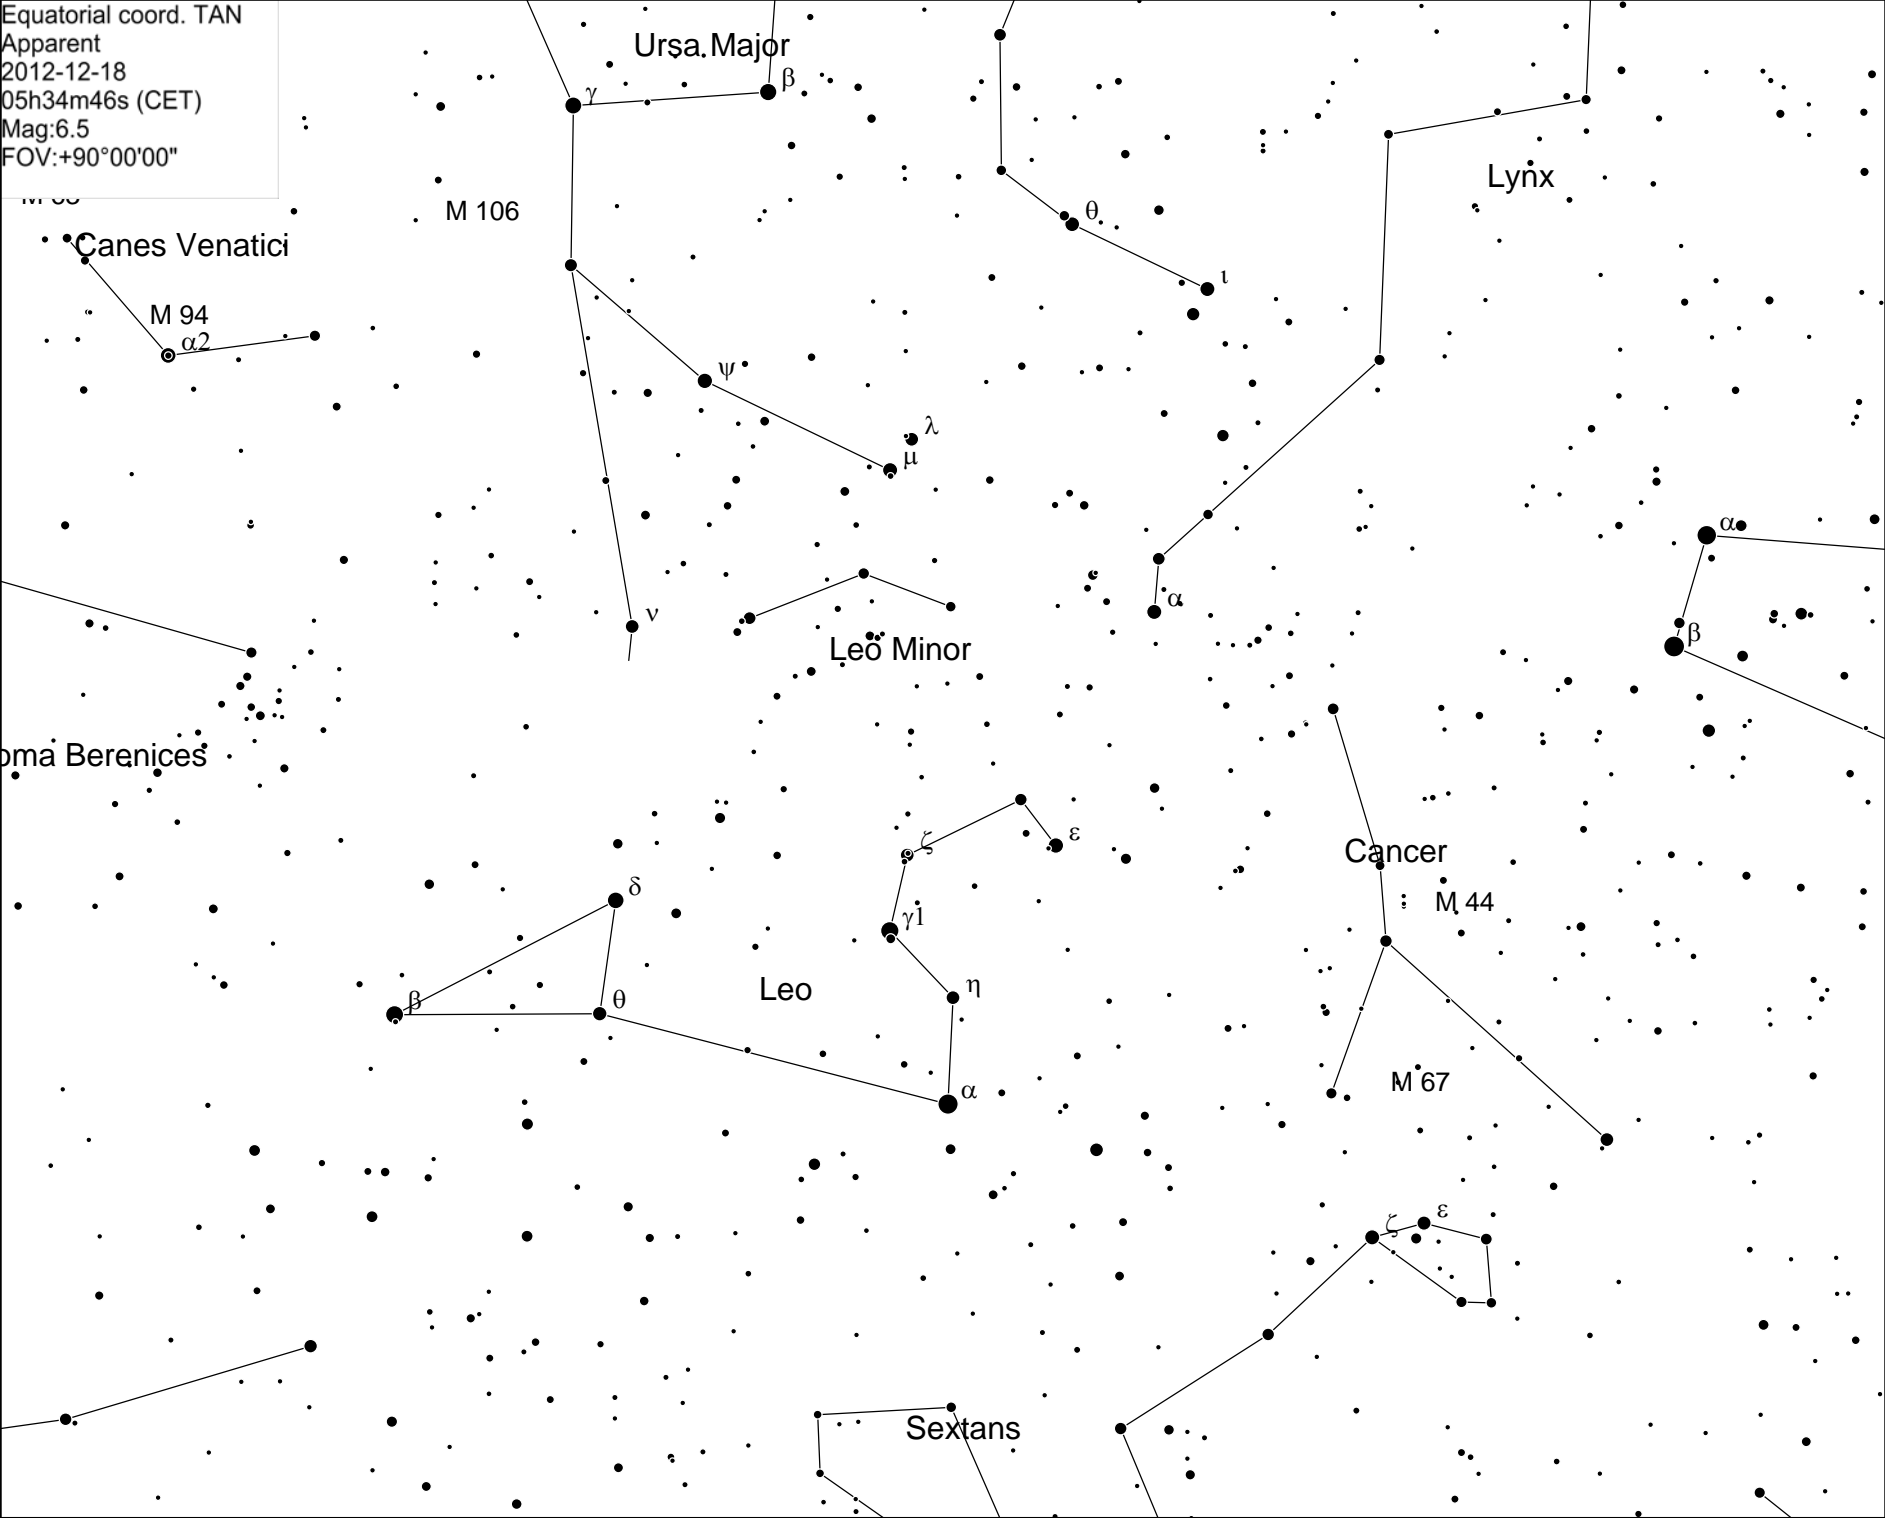 Equatorial coord. TAN
Apparent
2012-12-18
05h34m46s (CET)
Mag:6.5
FOV:+90°00'00"
Ursa Major
β
γ
Lynx
M 106
θ
Canes Venatici
ι
M 94
α2
ψ
λ
μ
α
α
ν
β
Leo Minor
oma Berenices
ε
ζ
Cancer
δ
M 44
γ1
Leo
η
β
θ
M 67
α
ε
ζ
Sextans